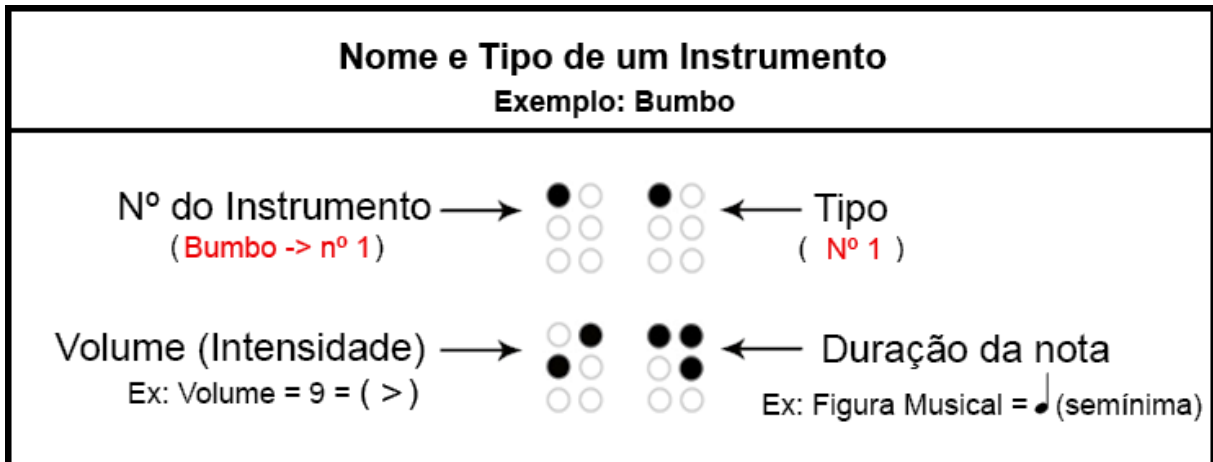 Nome e Tipo de um Instrumento
Exemplo: Bumbo
Nº do Instrumento
(Bumbo -> nº 1)
Tipo
( Nº 1 )
Volume (Intensidade)
Ex: Volume = 9 = ( > )
Duração da nota
Ex: Figura Musical = ♩ (semínima)